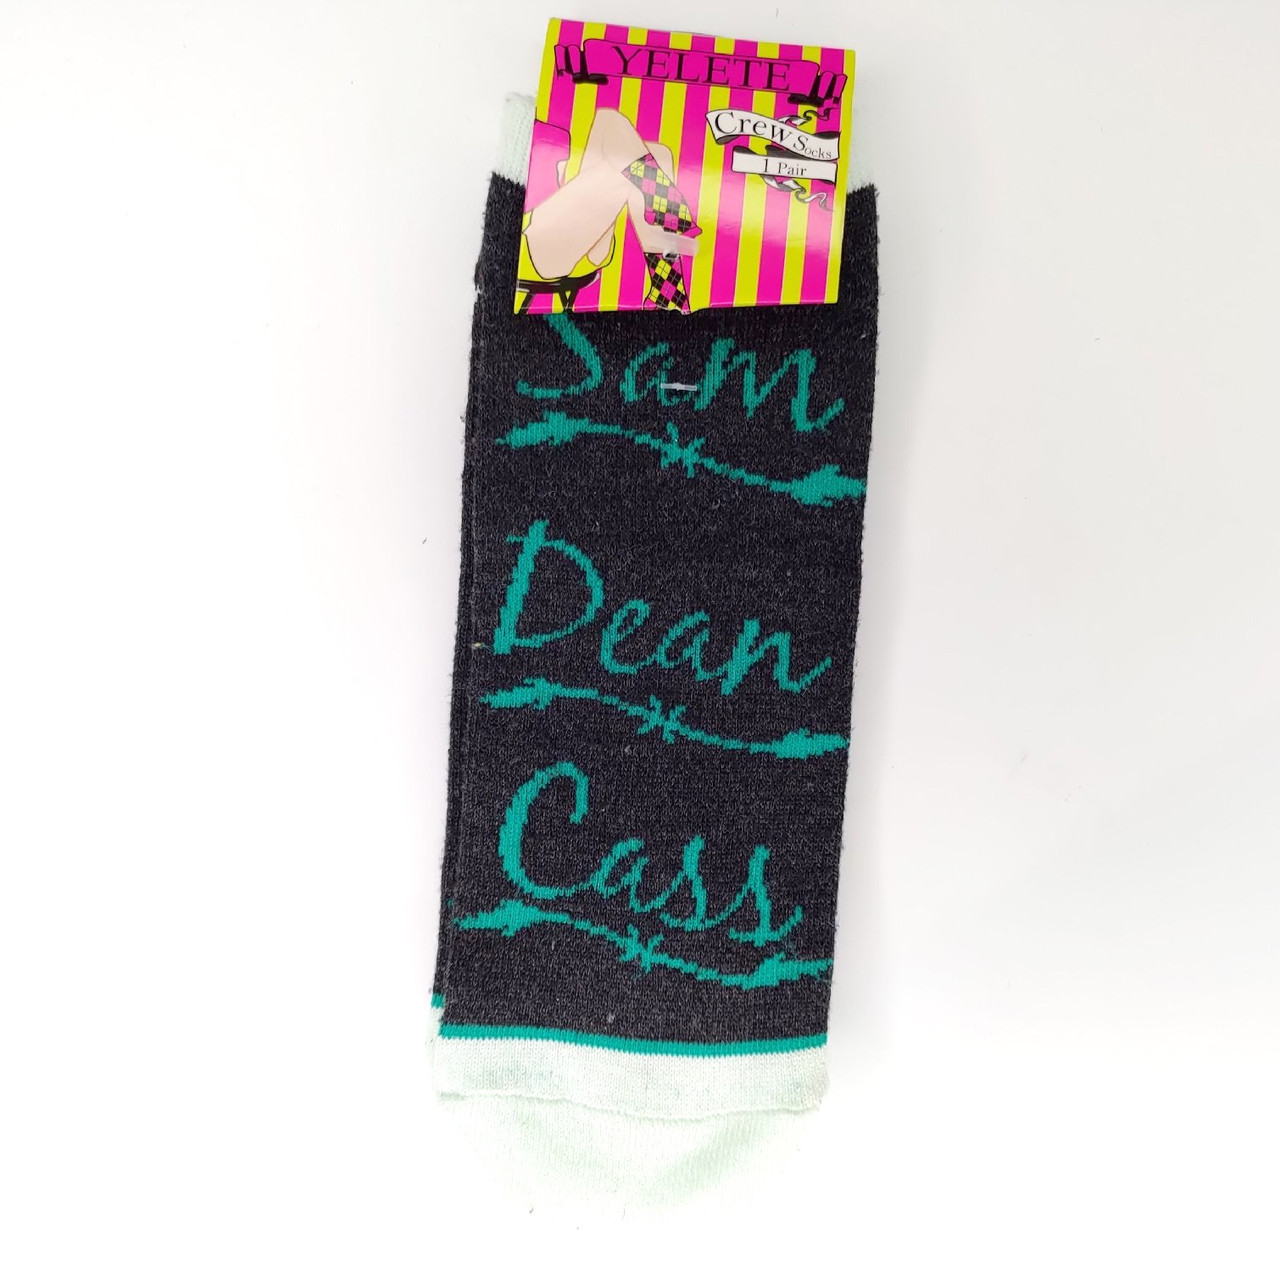 YELETE
Crew Socks
1 Pair
Sam
Dean
Cass